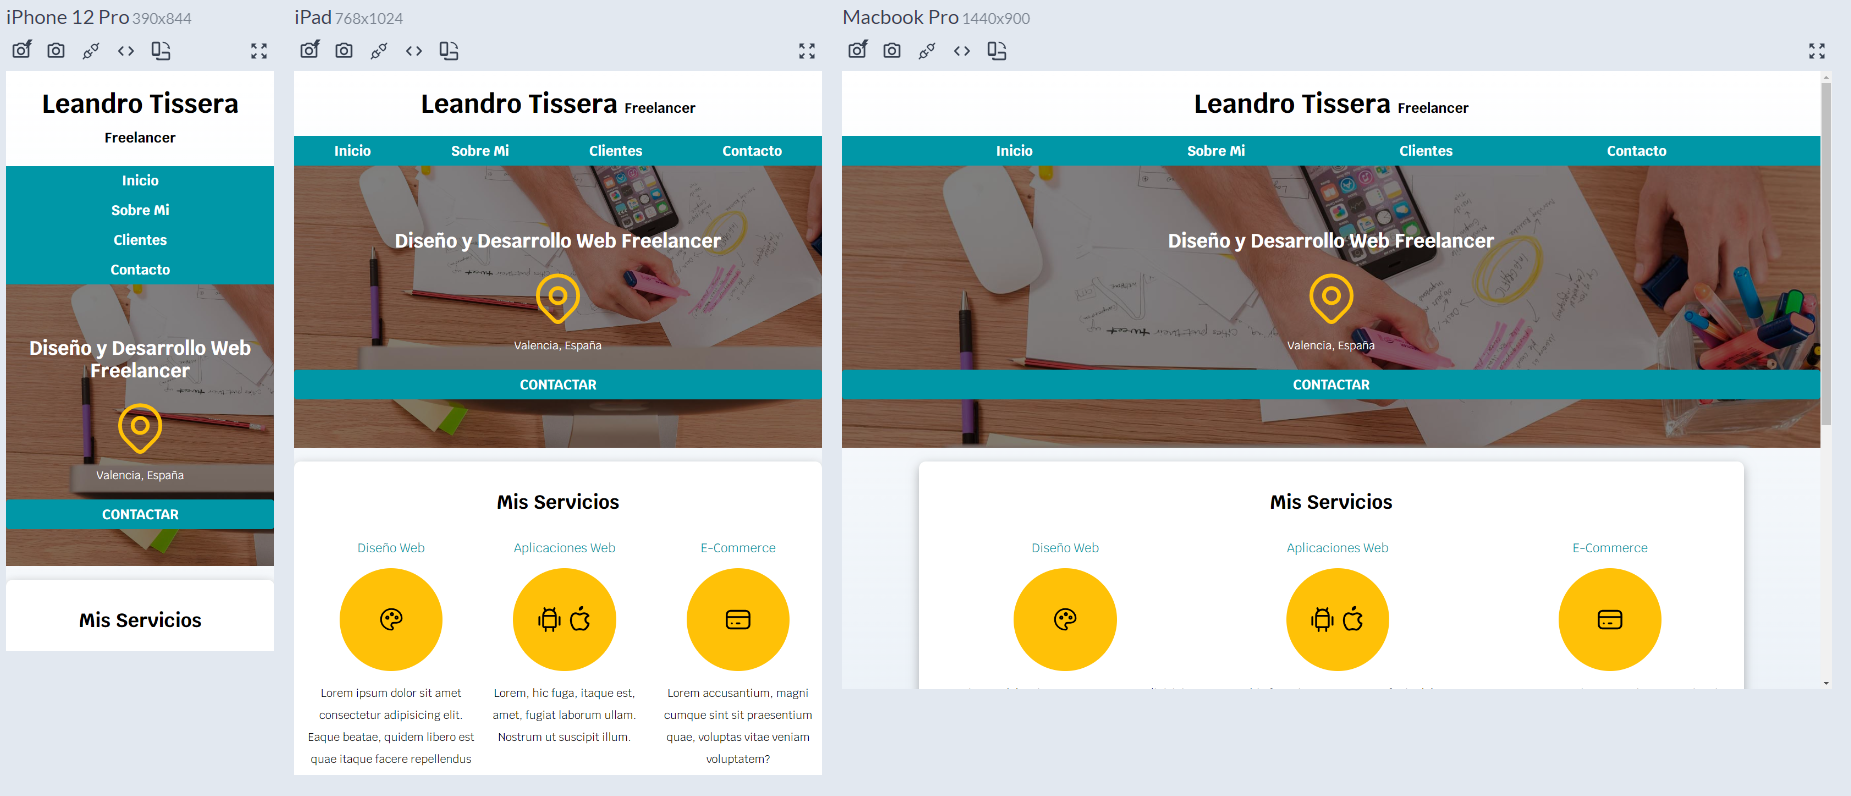 iPhone 12 Pro 390x844
Leandro Tissera
Freelancer
Inicio
Sobre Mi
Clientes
Contacto
Diseño y Desarrollo Web
Freelancer
Valencia, España
CONTACTAR
Mis Servicios
iPad 768x1024
Leandro Tissera Freelancer
Inicio Sobre Mi Clientes Contacto
Diseño y Desarrollo Web Freelancer
Valencia, España
CONTACTAR
Mis Servicios
Diseño Web
Lorem ipsum dolor sit amet
consectetur adipisicing elit.
Eaque beatae, quidem libero est
quae itaque facere repellendus
Aplicaciones Web
Lorem, hic fuga, itaque est,
amet, fugiat laborum ullam.
Nostrum ut suscipit illum.
E-Commerce
Lorem accusantium, magni
cumque sint sit praesentium
quae, voluptas vitae veniam
voluptatem?
Macbook Pro 1440x900
Leandro Tissera Freelancer
Inicio Sobre Mi Clientes Contacto
Diseño y Desarrollo Web Freelancer
Valencia, España
CONTACTAR
Mis Servicios
Diseño Web Aplicaciones Web E-Commerce